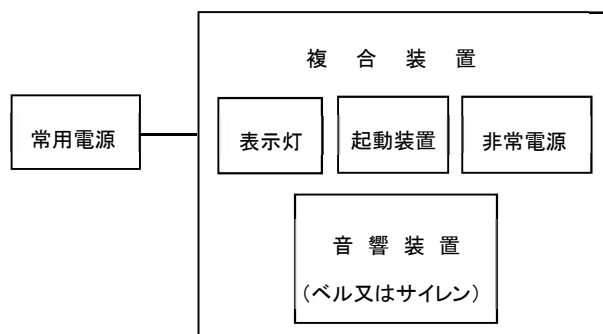 複合装置
常用電源
表示灯
起動装置
非常電源
音響装置
(ベル又はサイレン)